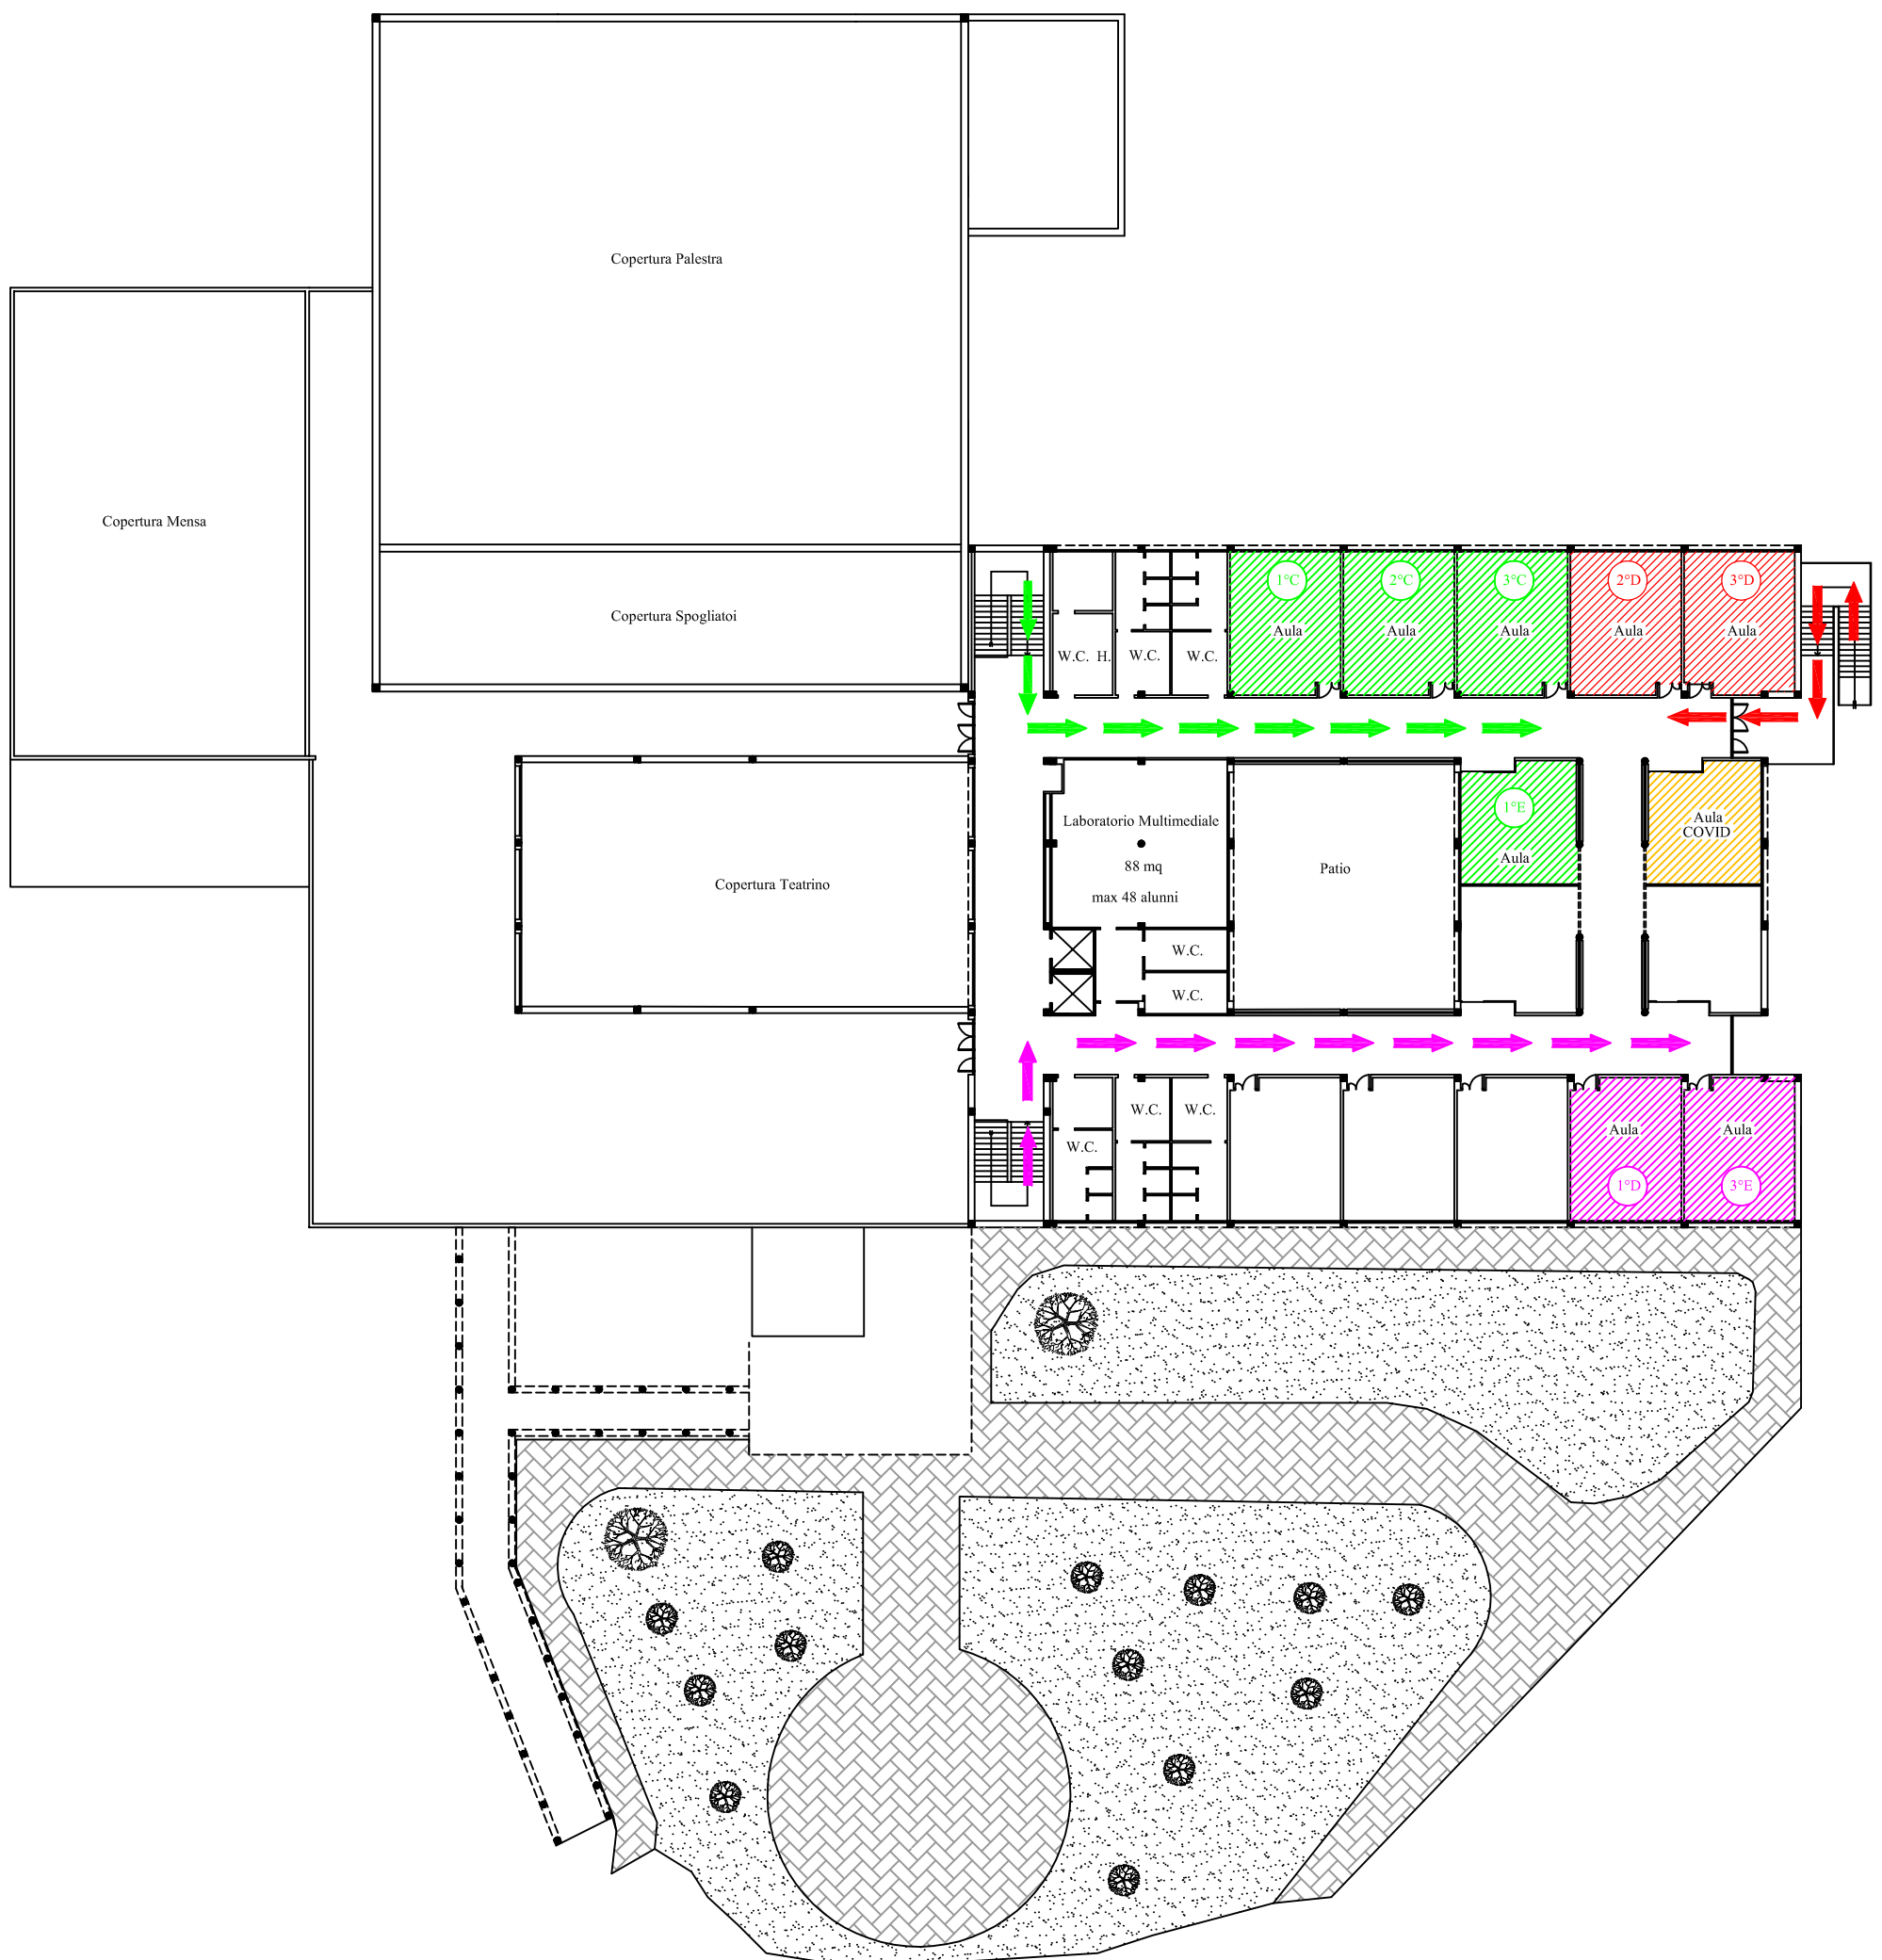 Copertura Palestra
Copertura Mensa
Copertura Spogliatoi
1°C
2°C
3°C
2°D
3°D
Aula
Aula
Aula
Aula
Aula
W.C. H.
W.C.
W.C.
Laboratorio Multimediale
88 mq
max 48 alunni
Patio
1°E
Aula
Aula
COVID
Copertura Teatrino
W.C.
W.C.
W.C.
W.C.
W.C.
Aula
Aula
1°D
3°E